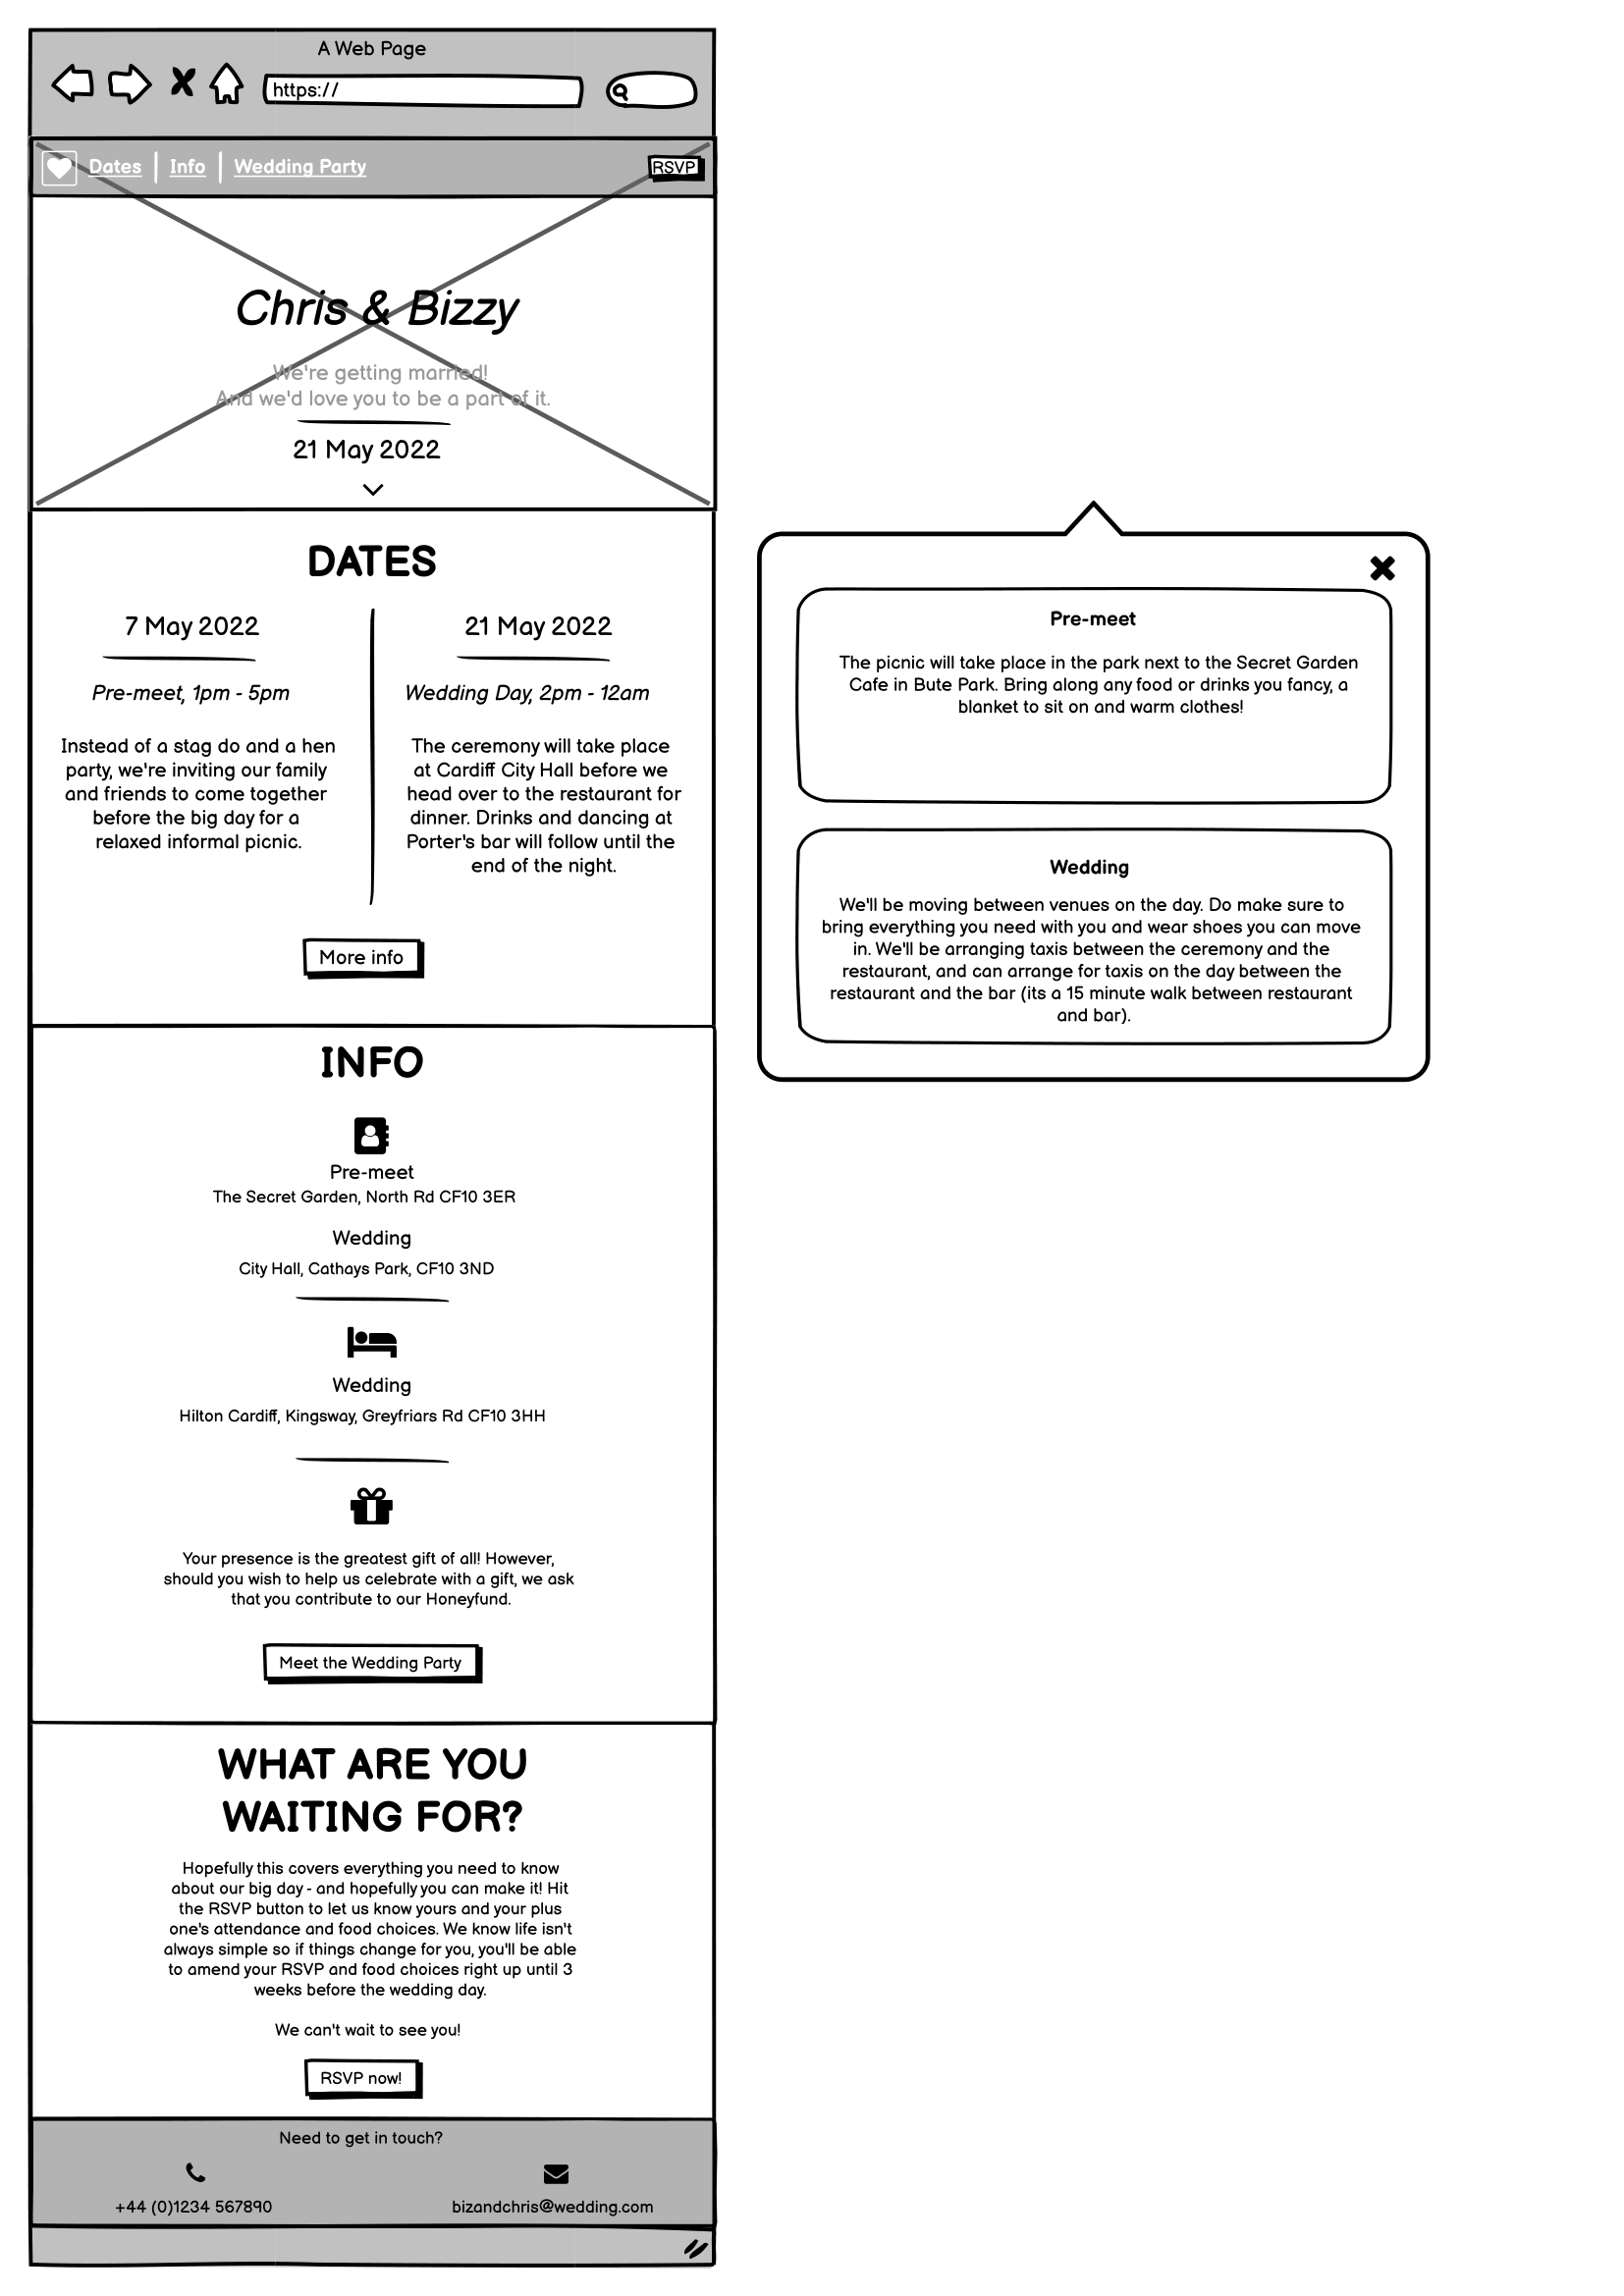 A Web Page
https://
Dates | Info | Wedding Party
RSVP
Chris & Bizzy
We're getting married!
And we'd love you to be a part of it.
21 May 2022
DATES
7 May 2022
Pre-meet, 1pm - 5pm
Instead of a stag do and a hen
party, we're inviting our family
and friends to come together
before the big day for a
relaxed informal picnic.
21 May 2022
Wedding Day, 2pm - 12am
The ceremony will take place
at Cardiff City Hall before we
head over to the restaurant for
dinner. Drinks and dancing at
Porter's bar will follow until the
end of the night.
More info
INFO
Pre-meet
The Secret Garden, North Rd CF10 3ER
Wedding
City Hall, Cathays Park, CF10 3ND
Wedding
Hilton Cardiff, Kingsway, Greyfriars Rd CF10 3HH
Your presence is the greatest gift of all! However,
should you wish to help us celebrate with a gift, we ask
that you contribute to our Honeyfund.
Meet the Wedding Party
WHAT ARE YOU
WAITING FOR?
Hopefully this covers everything you need to know
about our big day - and hopefully you can make it! Hit
the RSVP button to let us know yours and your plus
one's attendance and food choices. We know life isn't
always simple so if things change for you, you'll be able
to amend your RSVP and food choices right up until 3
weeks before the wedding day.
We can't wait to see you!
RSVP now!
Need to get in touch?
+44 (0)1234 567890
bizandchris@wedding.com
Pre-meet
The picnic will take place in the park next to the Secret Garden
Cafe in Bute Park. Bring along any food or drinks you fancy, a
blanket to sit on and warm clothes!
Wedding
We'll be moving between venues on the day. Do make sure to
bring everything you need with you and wear shoes you can move
in. We'll be arranging taxis between the ceremony and the
restaurant, and can arrange for taxis on the day between the
restaurant and the bar (its a 15 minute walk between restaurant
and bar).